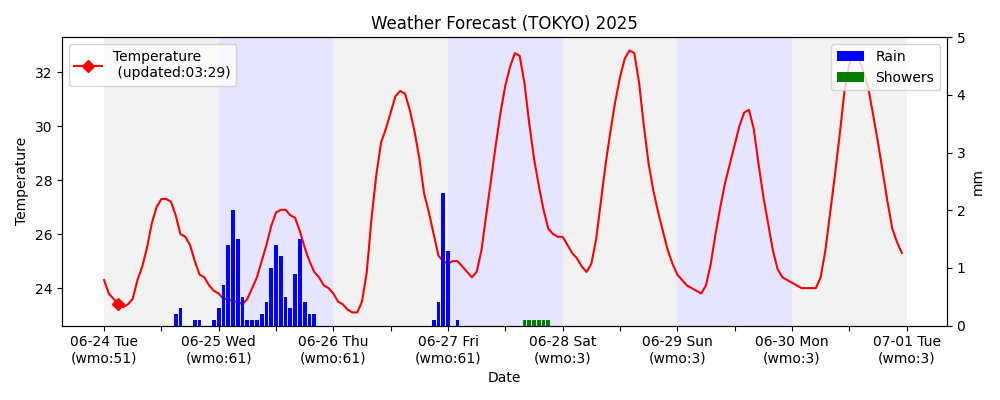 Weather Forecast (TOKYO) 2025
Temperature
(updated:03:29)
Rain
Showers
Temperature
32
30
28
26
24
5
4
3
2
1
0
mm
06-24 Tue
(wmo:51)
06-25 Wed
(wmo:61)
06-26 Thu
(wmo:61)
06-27 Fri
(wmo:61)
06-28 Sat
(wmo:3)
06-29 Sun
(wmo:3)
06-30 Mon
(wmo:3)
07-01 Tue
(wmo:3)
Date